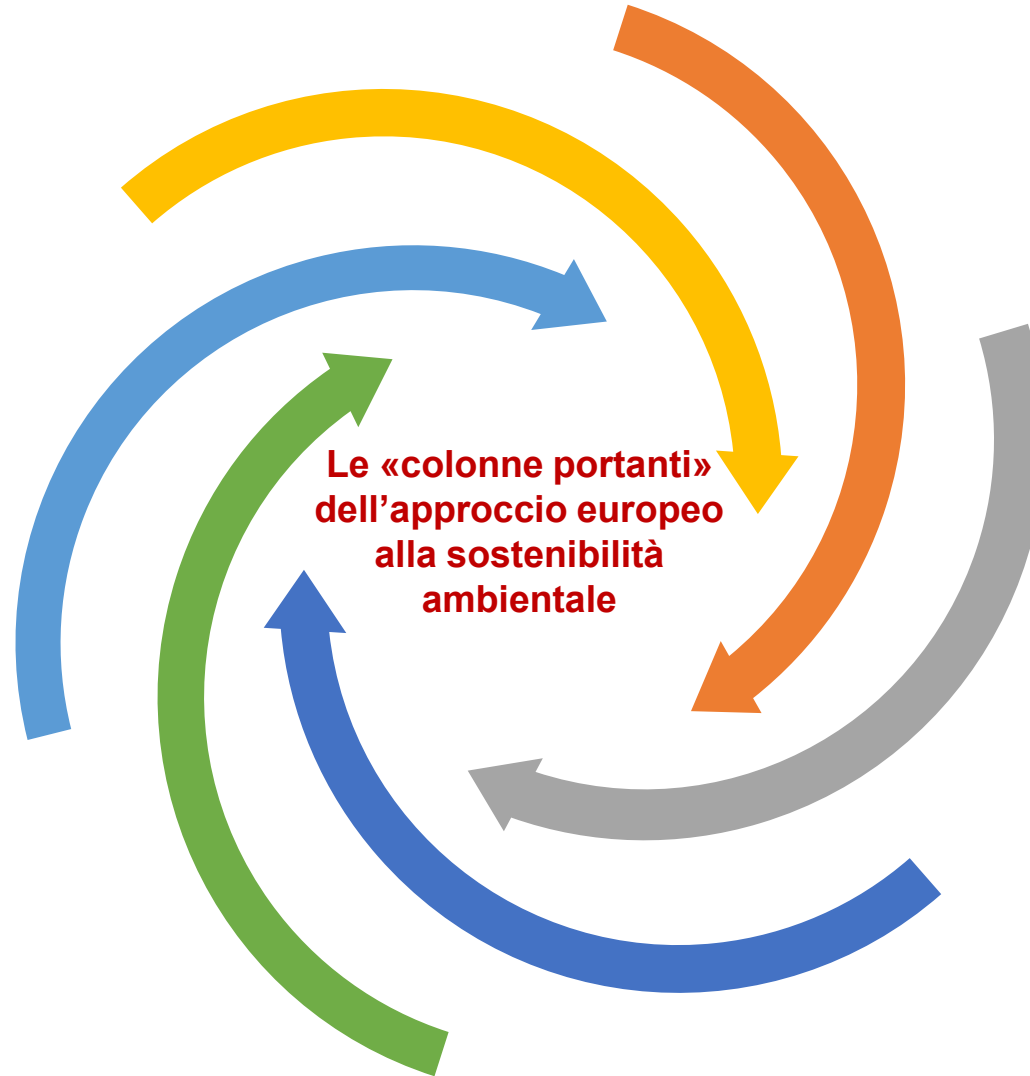 Le «colonne portanti»
dell’approccio europeo
alla sostenibilità
ambientale